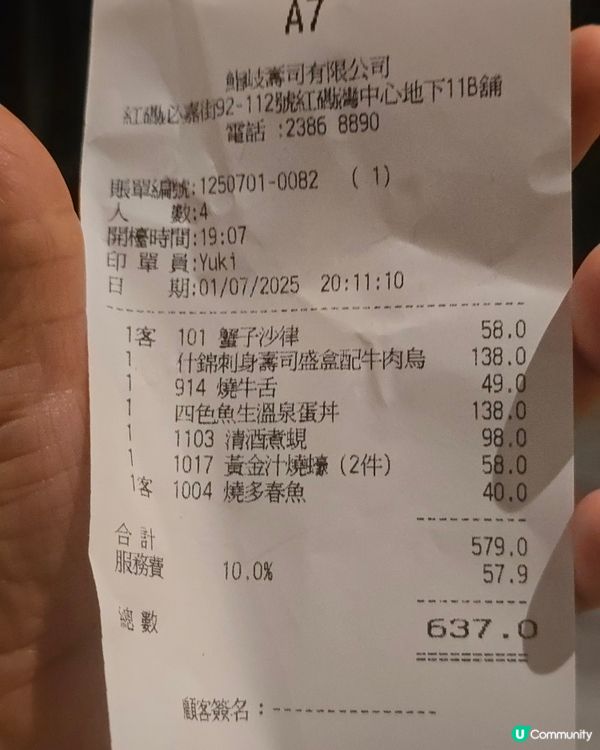 A7
鮨岐壽司有限公司
紅磡必嘉街92-112號紅磡灣中心地下11B舖
電話 :2386 8890
賬單編號:1250701-0082 ( 1)
人 數:4
開檯時間:19:07
印 單 員:Yuki
日 期:01/07/2025 20:11:10
1客 101 蟹子沙律 58.0
1 什錦刺身壽司盛盒配牛肉烏 138.0
1 914 燒牛舌 49.0
1 四色魚生溫泉蛋丼 138.0
1 1103 清酒煮蜆 98.0
1 1017 黃金汁燒蠔 (2件) 58.0
1客 1004 燒多春魚 40.0
合 計 579.0
服務費 10.0% 57.9
總 數 637.0
顧客簽名 :
U Community